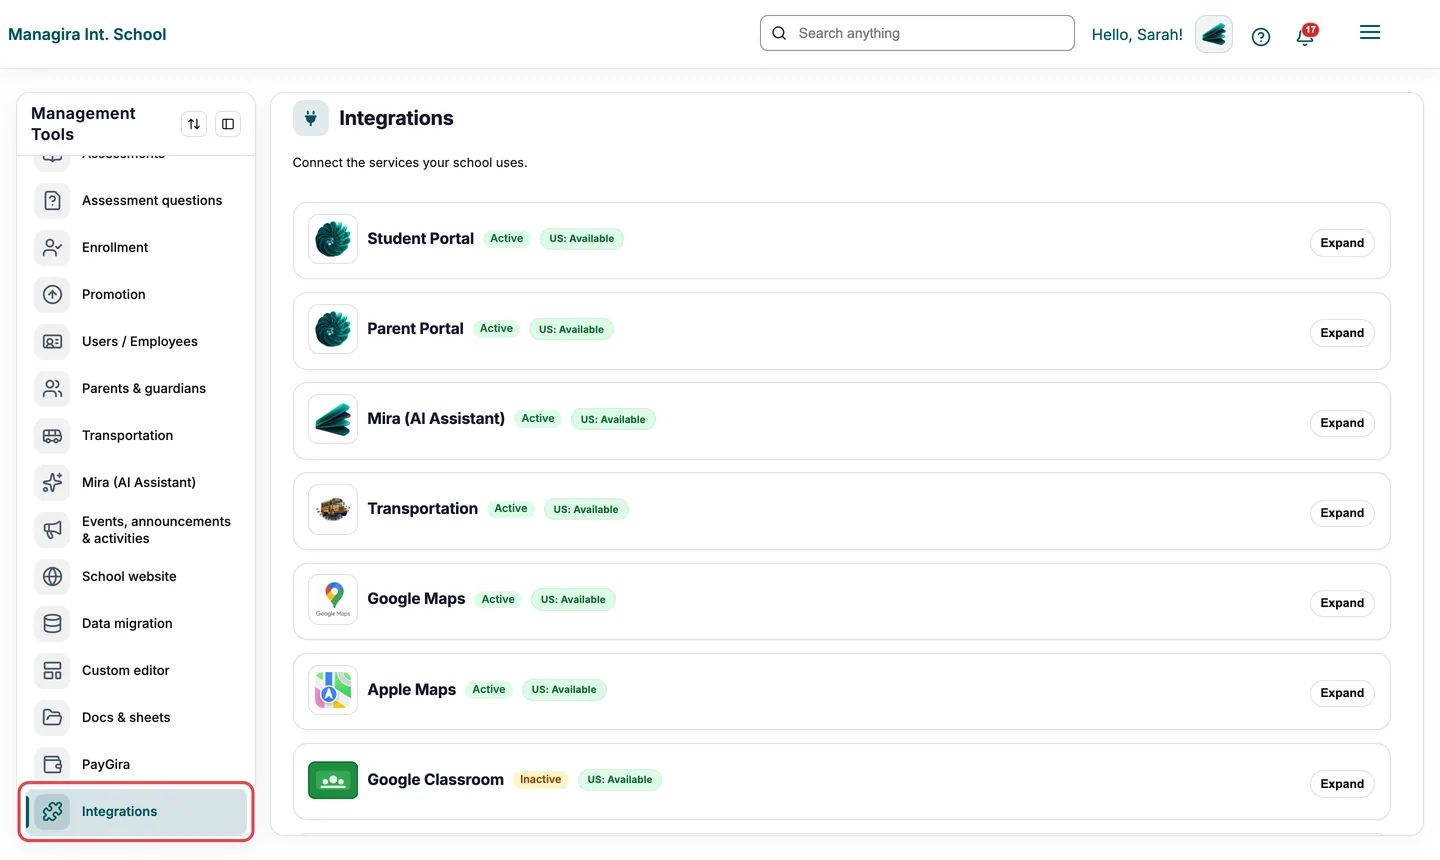 Managira Int. School
Search anything
Hello, Sarah!
17
Management
Tools
Assessments
Assessment questions
Enrollment
Promotion
Users / Employees
Parents & guardians
Transportation
Mira (AI Assistant)
Events, announcements
& activities
School website
Data migration
Custom editor
Docs & sheets
PayGira
Integrations
Integrations
Connect the services your school uses.
Student Portal Active US: Available Expand
Parent Portal Active US: Available Expand
Mira (AI Assistant) Active US: Available Expand
Transportation Active US: Available Expand
Google Maps
Google Maps Active US: Available Expand
Apple Maps Active US: Available Expand
Google Classroom Inactive US: Available Expand